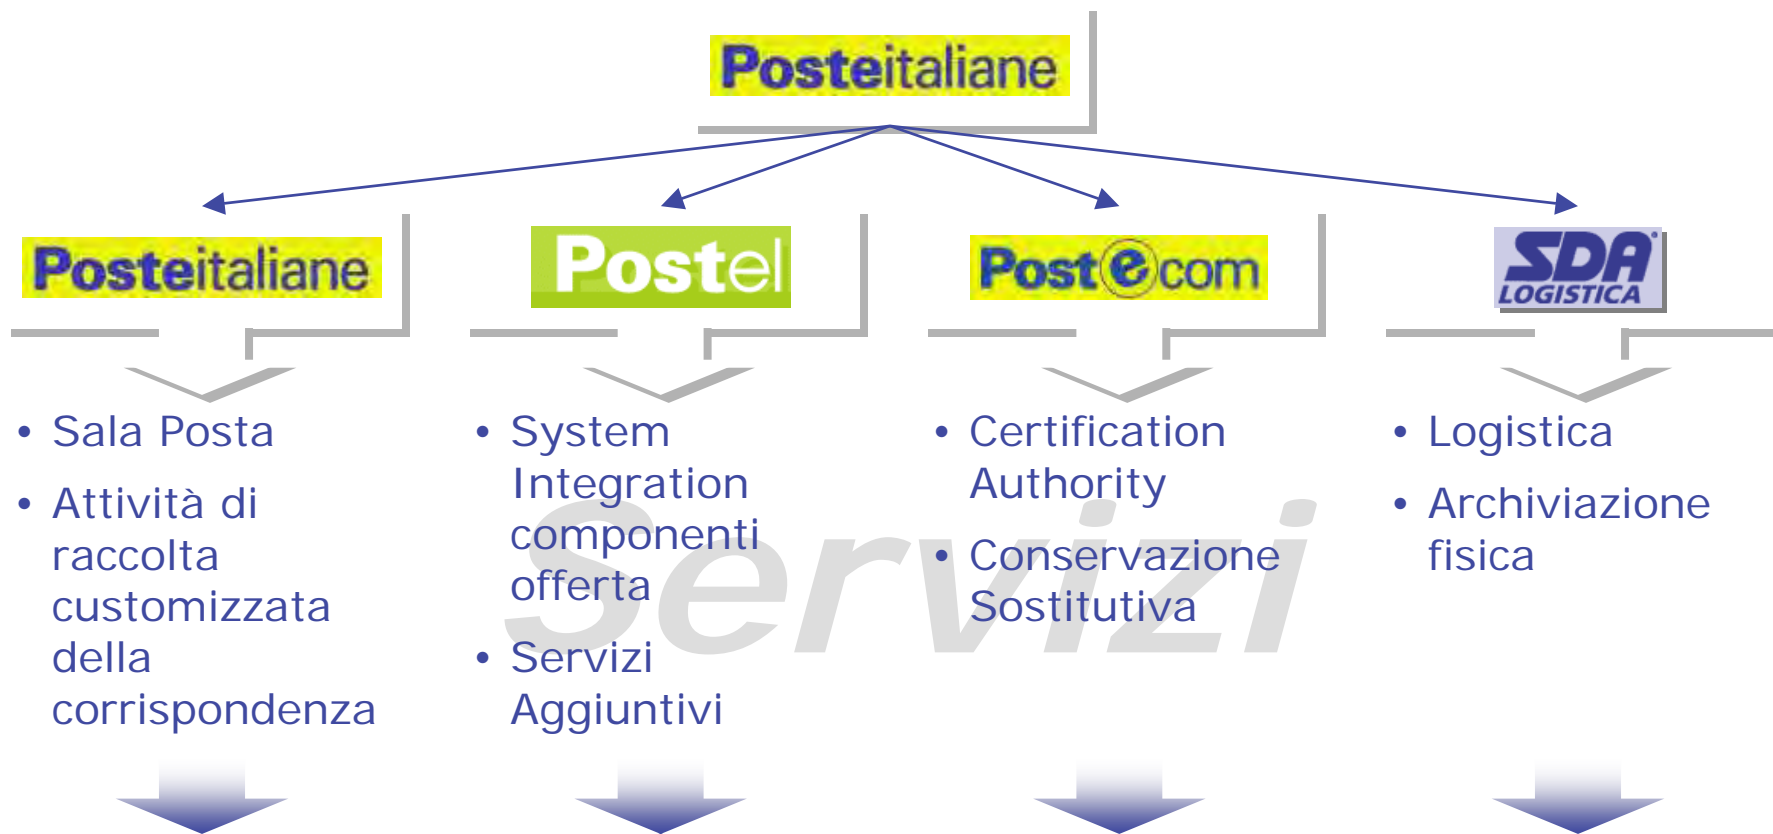 Posteitaliane
Posteitaliane
Postel
Postecom
SDA
LOGISTICA
• Sala Posta
• Attività di
raccolta
customizzata
della
corrispondenza
• System
Integration
componenti
offerta
• Servizi
Aggiuntivi
• Certification
Authority
• Conservazione
Sostitutiva
• Logistica
• Archiviazione
fisica
Servizi